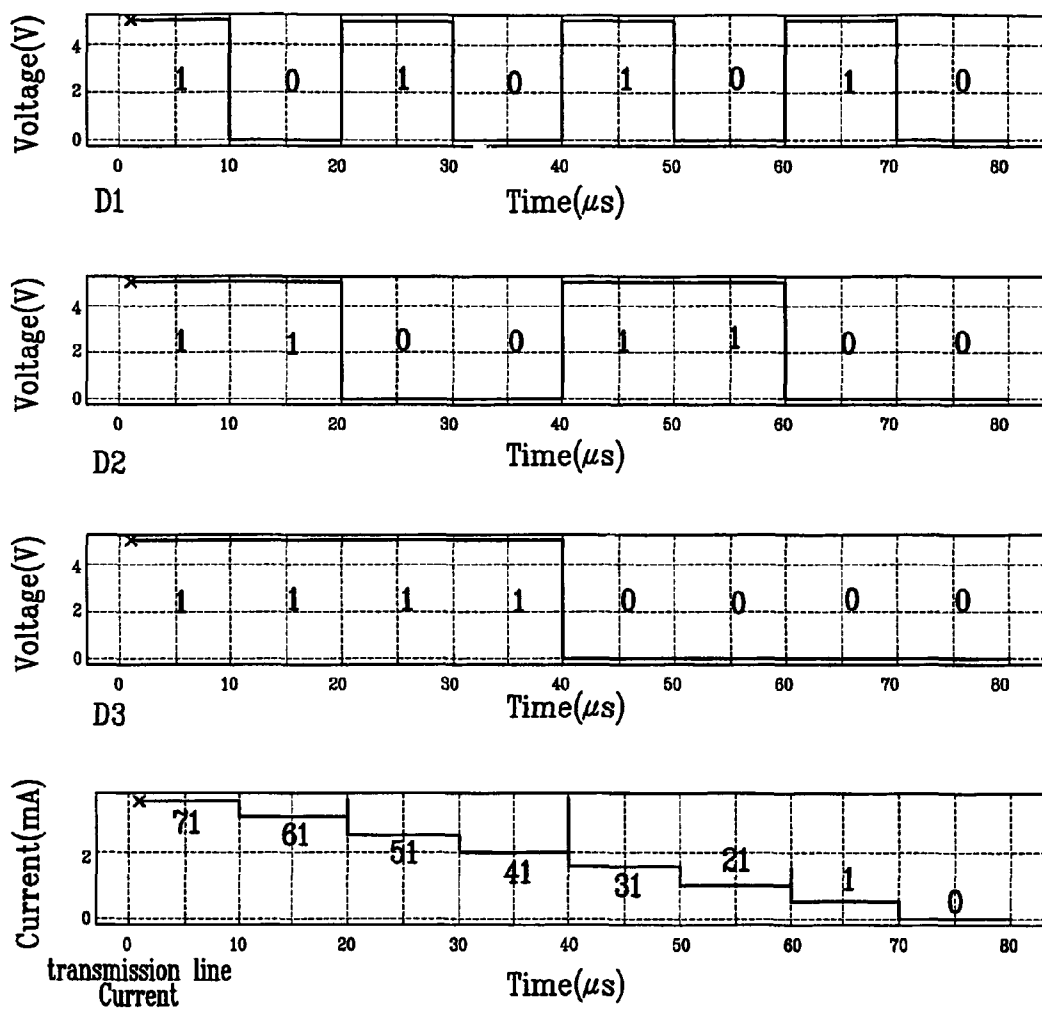 Voltage(V)
4
2
0
1 0 1 0 1 0 1 0
0 10 20 30 40 50 60 70 80
D1
Time(μs)
Voltage(V)
4
2
0
1 1 0 0 1 1 0 0
0 10 20 30 40 50 60 70 80
D2
Time(μs)
Voltage(V)
4
2
0
1 1 1 1 0 0 0 0
0 10 20 30 40 50 60 70 80
D3
Time(μs)
Current(mA)
2
0
71 61 51 41 31 21 1 0
0 10 20 30 40 50 60 70 80
transmission line
Current
Time(μs)